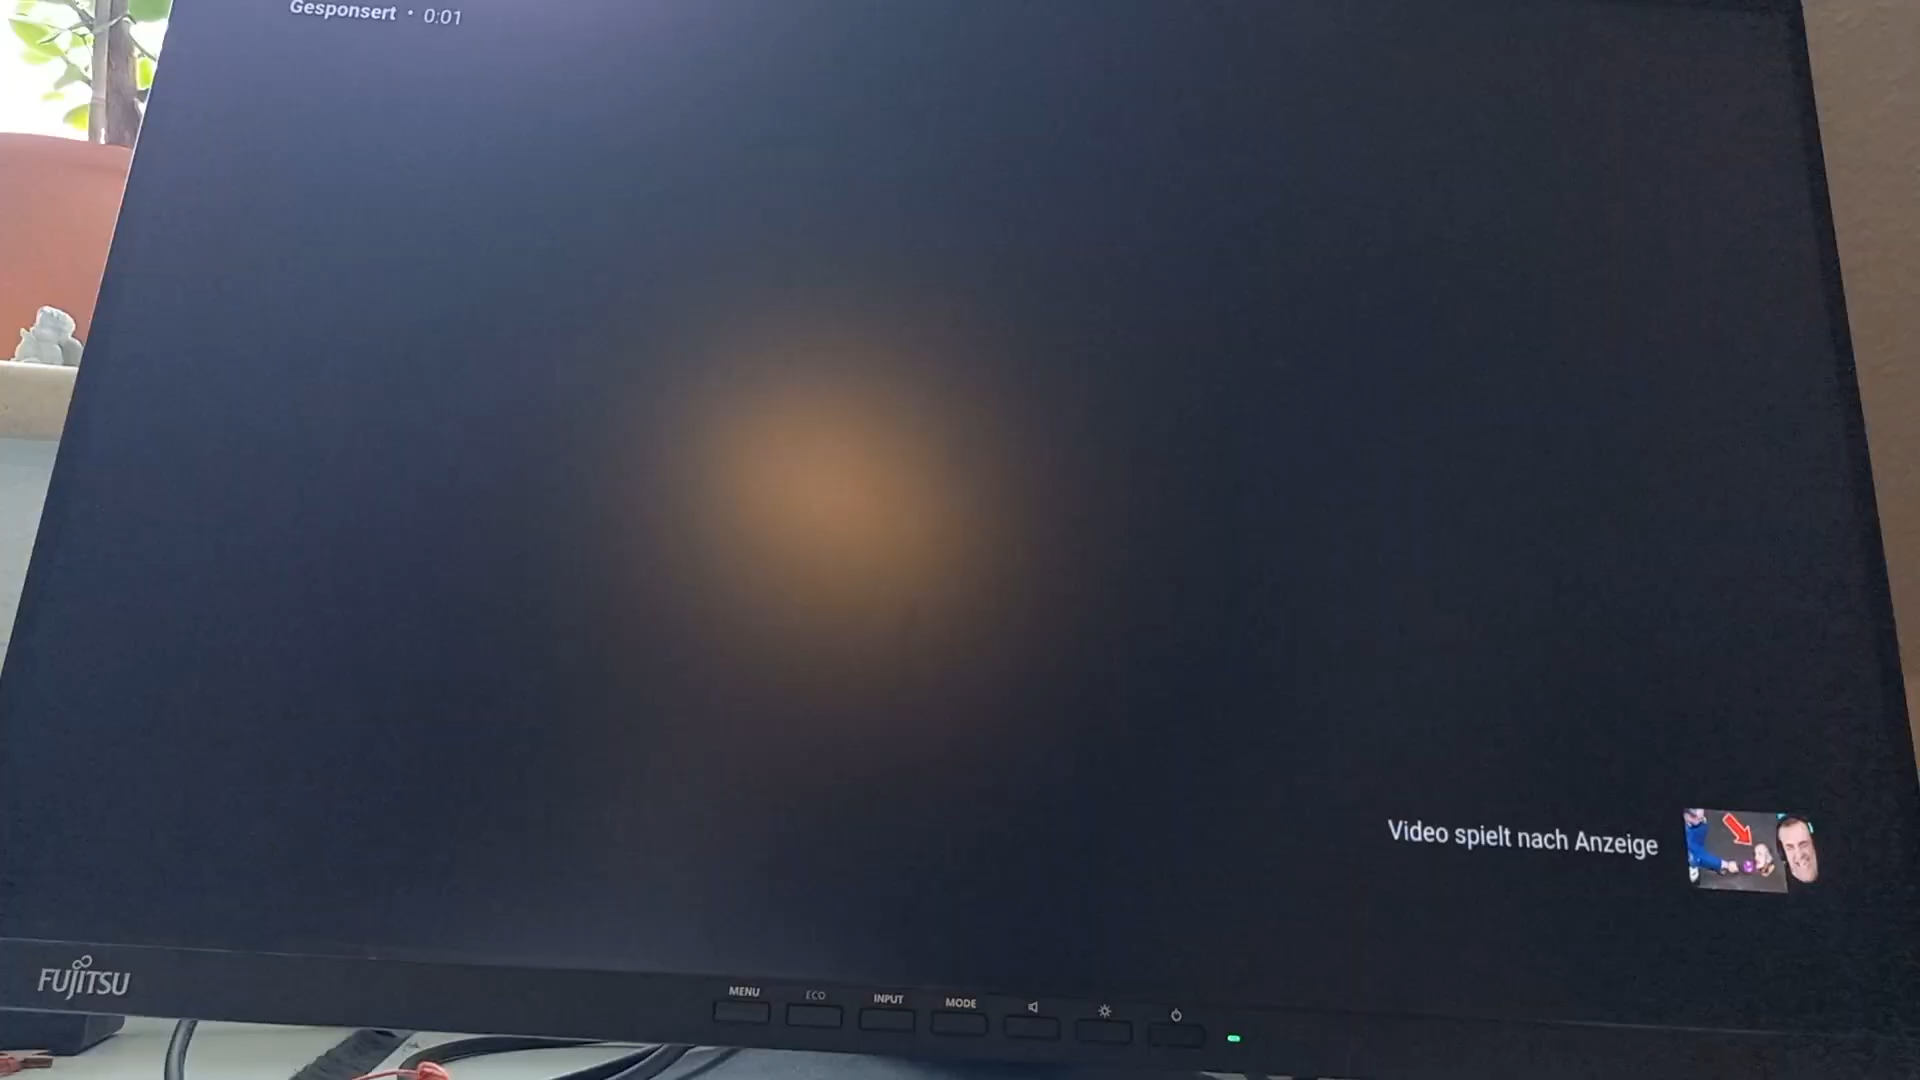 Gesponsert • 0:01
Video spielt nach Anzeige
FUJITSU
MENU
ECO
INPUT
MODE